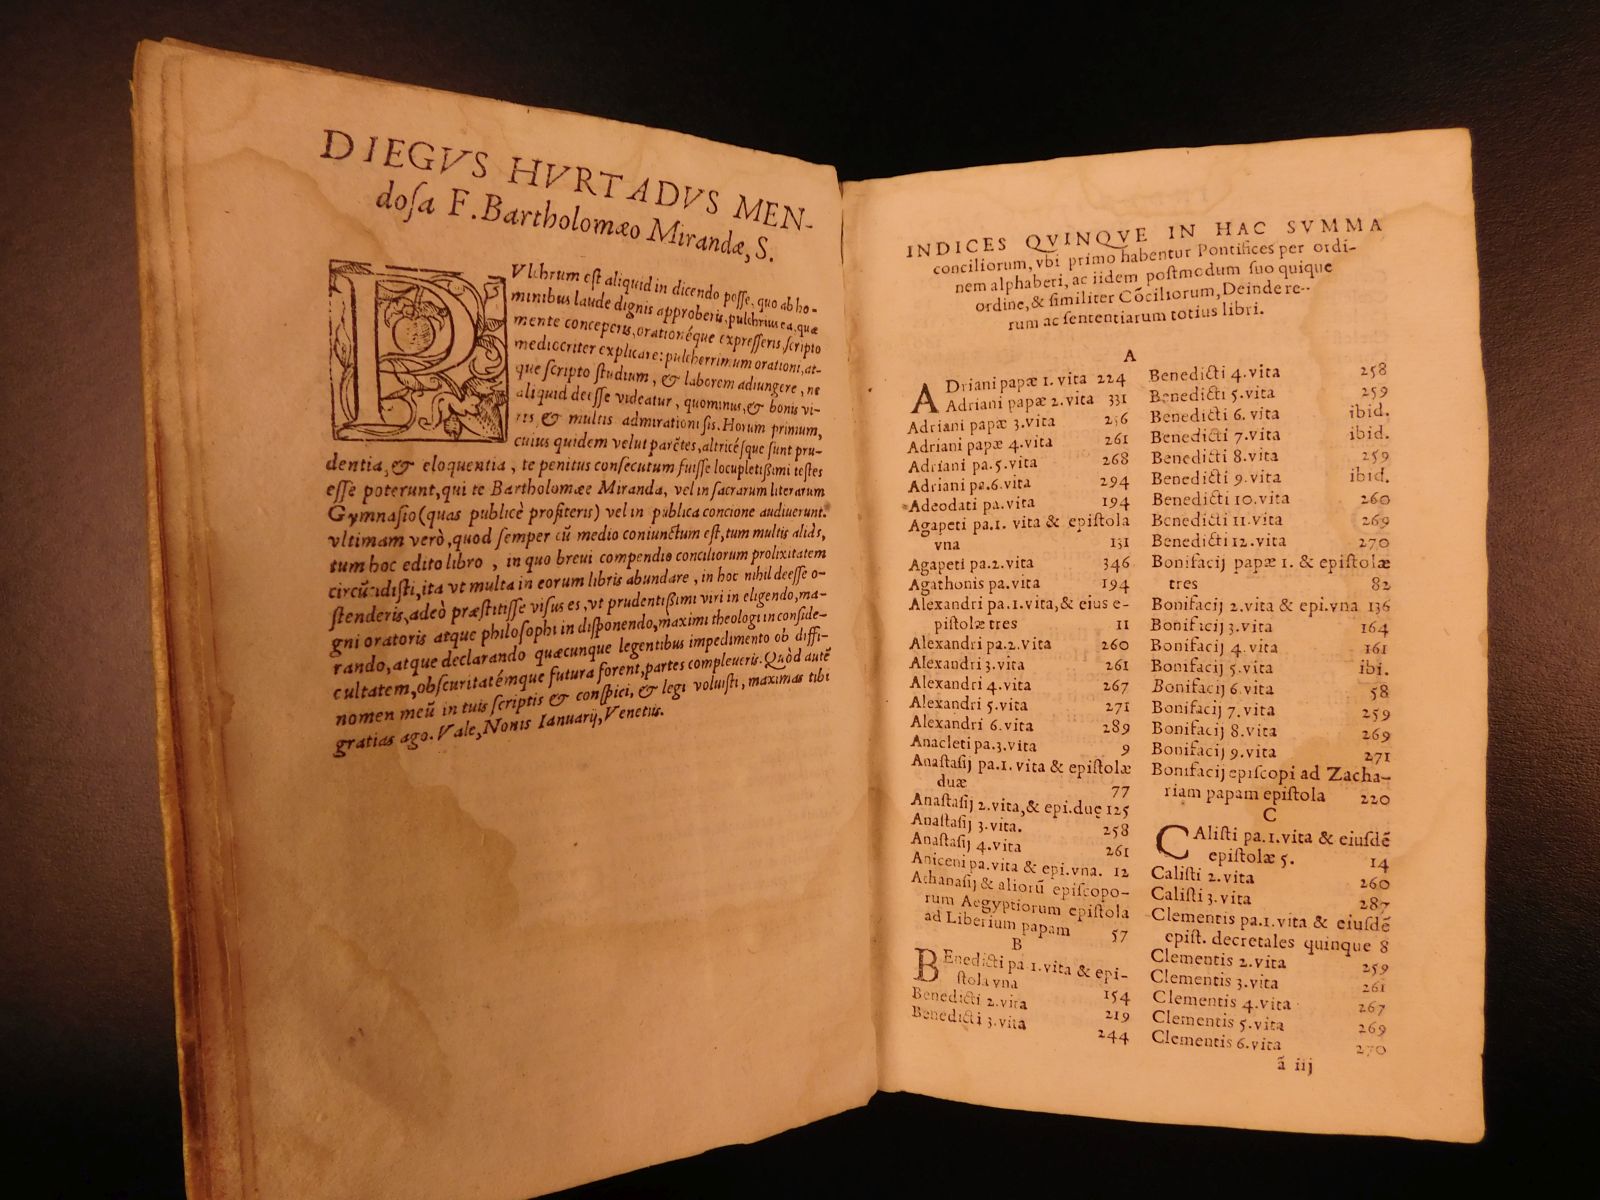 DIEGVS HVRTADVS MEN-
doſa F. Bartholomæo Mirandæ, S.
PVlchrum eſt aliquid in dicendo poſſe, quo ab ho-
minibus laude dignis approberis, pulchrius ea, quæ
mente conceperis, orationéque expreſſeris, ſcripto
mediocriter explicare: pulcherrimum orationi, at-
que ſcripto ſtudium, & laborem adiungere, ne
aliquid deeſſe videatur, quominus, & bonis vi-
ris & multis admirationi ſis. Horum primum,
cuius quidem velut parẽtes, altricéſque ſunt pru-
dentia, & eloquentia, te penitus conſecutum fuiſſe locupletißimi teſtes
eſſe poterunt, qui te Bartholomæe Miranda, vel in ſacrarum literarum
Gymnaſio (quas publicè profiteris) vel in publica concione audiuerunt.
vltimam verò, quod ſemper cũ medio coniunctum eſt, tum multis aliàs,
tum hoc edito libro, in quo breui compendio conciliorum prolixitatem
circũcidiſti, ita vt multa in eorum libris abundare, in hoc nihil deeſſe o-
ſtenderis, adeò præſtitiſſe viſus es, vt prudentißimi viri in eligendo, ma-
gni oratoris atque philoſophi in diſponendo, maximi theologi in conſide-
rando, atque declarando quæcunque legentibus impedimento ob diffi-
cultatem, obſcuritatémque futura forent, partes compleueris. Quòd autẽ
nomen meũ in tuis ſcriptis & conſpici, & legi voluiſti, maximas tibi
gratias ago. Vale, Nonis Ianuarij, Venetiis.
INDICES QVINQVE IN HAC SVMMA
conciliorum, vbi primo habentur Pontifices per ordi-
nem alphabeti, ac iidem poſtmodum ſuo quique
ordine, & ſimiliter Cõciliorum, Deinde re-
rum ac ſententiarum totius libri.
A
ADriani papæ 1. vita 224
Adriani papæ 2. vita 331
Adriani papæ 3. vita 256
Adriani papæ 4. vita 261
Adriani pa. 5. vita 268
Adriani pa. 6. vita 294
Adeodati pa. vita 194
Agapeti pa. 1. vita & epiſtola
vna 131
Agapeti pa. 2. vita 346
Agathonis pa. vita 194
Alexandri pa. 1. vita, & eius e-
piſtolæ tres 11
Alexandri pa. 2. vita 260
Alexandri 3. vita 261
Alexandri 4. vita 267
Alexandri 5. vita 271
Alexandri 6. vita 289
Anacleti pa. 3. vita 9
Anaſtaſij pa. 1. vita & epiſtolæ
duæ 77
Anaſtaſij 2. vita, & epi. duę 125
Anaſtaſij 3. vita. 258
Anaſtaſij 4. vita 261
Aniceni pa. vita & epi. vna. 12
Athanaſij & aliorũ epiſcopo-
rum Aegyptiorum epiſtola
ad Liberium papam 57
B
BEnedicti pa 1. vita & epi-
ſtola vna 154
Benedicti 2. vita 219
Benedicti 3. vita 244
Benedicti 4. vita 258
Benedicti 5. vita 259
Benedicti 6. vita ibid.
Benedicti 7. vita ibid.
Benedicti 8. vita 259
Benedicti 9. vita ibid.
Benedicti 10. vita 260
Benedicti 11. vita 269
Benedicti 12. vita 270
Bonifacij papæ 1. & epiſtolæ
tres 82
Bonifacij 2. vita & epi. vna 136
Bonifacij 3. vita 164
Bonifacij 4. vita 161
Bonifacij 5. vita ibi.
Bonifacij 6. vita 58
Bonifacij 7. vita 259
Bonifacij 8. vita 269
Bonifacij 9. vita 271
Bonifacij epiſcopi ad Zacha-
riam papam epiſtola 220
C
CAliſti pa. 1. vita & eiuſdẽ
epiſtolæ 5. 14
Caliſti 2. vita 260
Caliſti 3. vita 287
Clementis pa. 1. vita & eiuſdẽ
epiſt. decretales quinque 8
Clementis 2. vita 259
Clementis 3. vita 261
Clementis 4. vita 267
Clementis 5. vita 269
Clementis 6. vita 270
ã iij